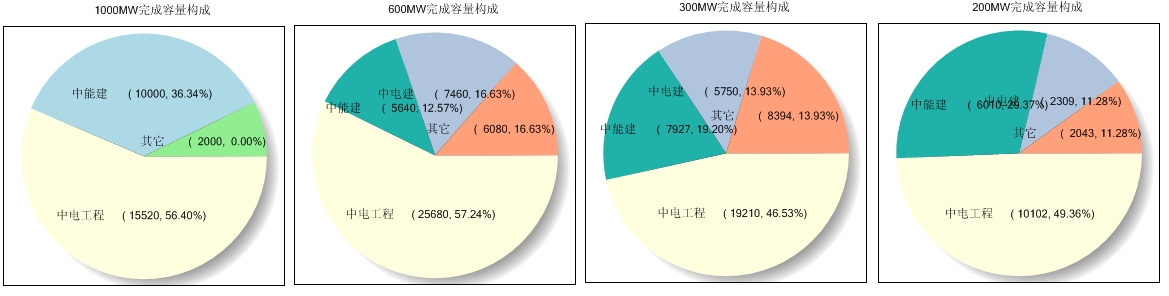 1000MW完成容量构成
中能建 ( 10000, 36.34%)
其它 ( 2000, 0.00%)
中电工程 ( 15520, 56.40%)
600MW完成容量构成
中电建 ( 7460, 16.63%)
中能建 ( 5640, 12.57%)
其它 ( 6080, 16.63%)
中电工程 ( 25680, 57.24%)
300MW完成容量构成
中电建 ( 5750, 13.93%)
其它 ( 8394, 13.93%)
中能建 ( 7927, 19.20%)
中电工程 ( 19210, 46.53%)
200MW完成容量构成
中电建 ( 2309, 11.28%)
中能建 ( 6010, 29.37%)
其它 ( 2043, 11.28%)
中电工程 ( 10102, 49.36%)